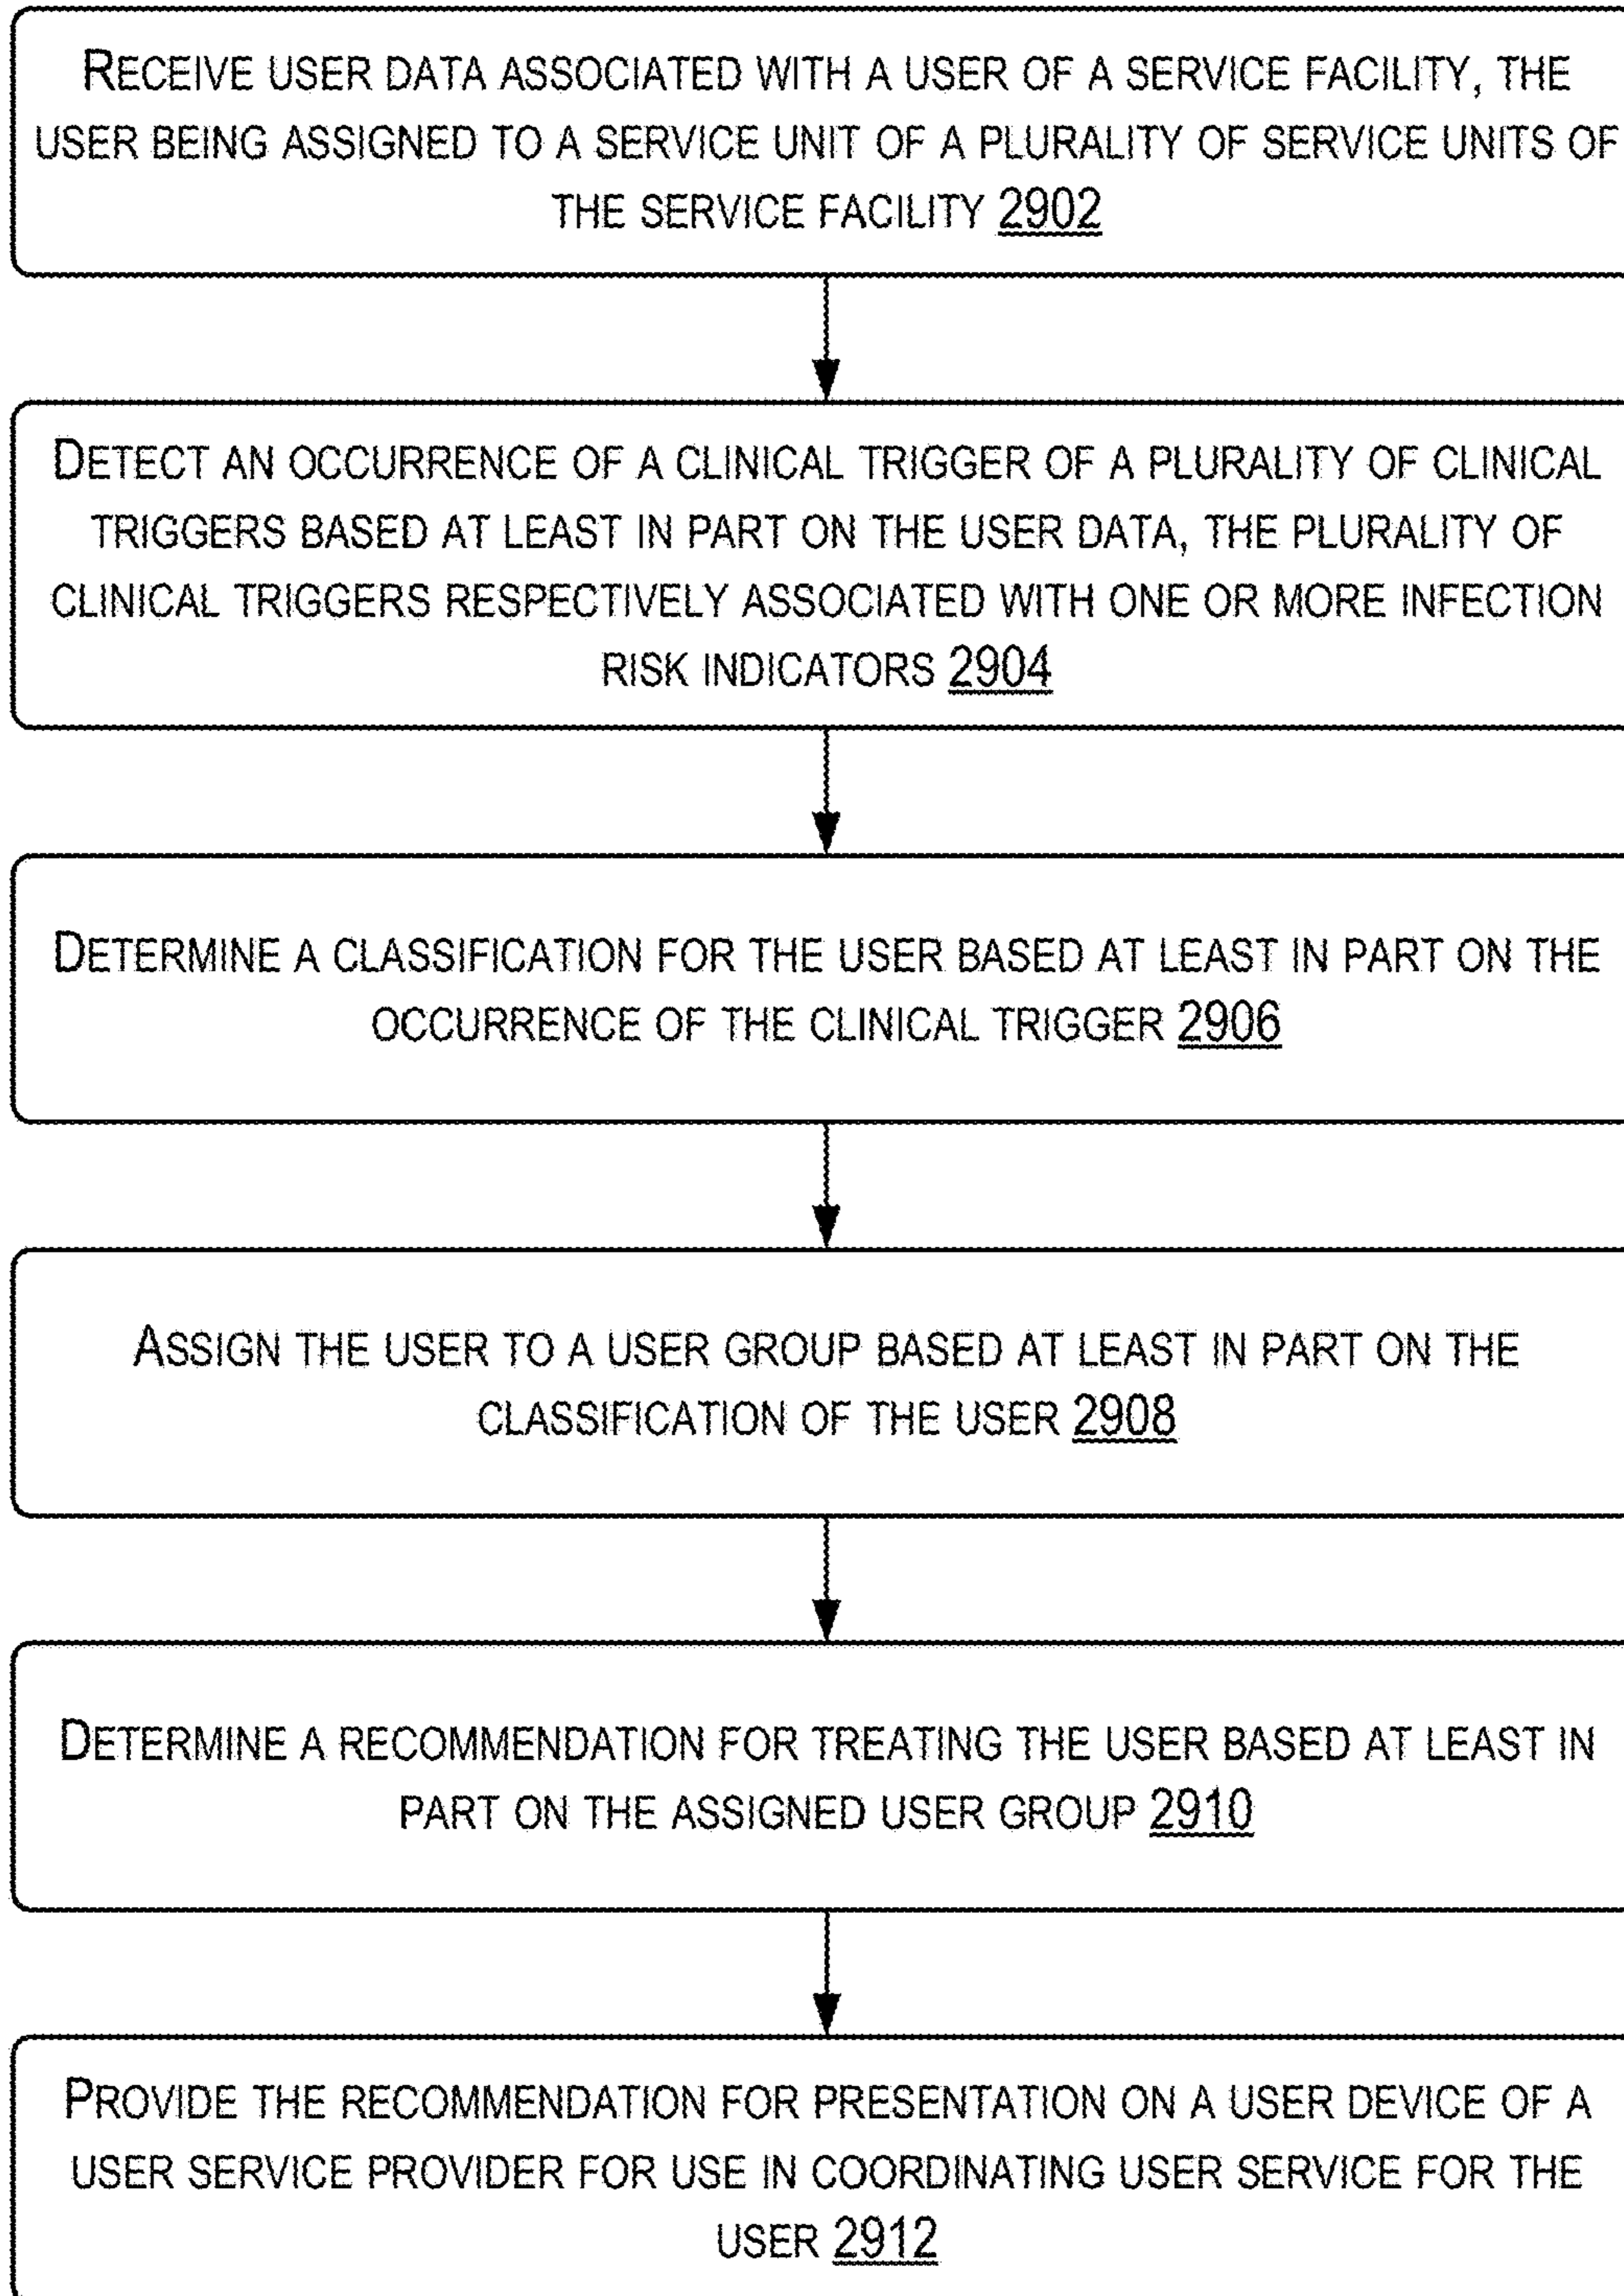 RECEIVE USER DATA ASSOCIATED WITH A USER OF A SERVICE FACILITY, THE
USER BEING ASSIGNED TO A SERVICE UNIT OF A PLURALITY OF SERVICE UNITS OF
THE SERVICE FACILITY 2902
DETECT AN OCCURRENCE OF A CLINICAL TRIGGER OF A PLURALITY OF CLINICAL
TRIGGERS BASED AT LEAST IN PART ON THE USER DATA, THE PLURALITY OF
CLINICAL TRIGGERS RESPECTIVELY ASSOCIATED WITH ONE OR MORE INFECTION
RISK INDICATORS 2904
DETERMINE A CLASSIFICATION FOR THE USER BASED AT LEAST IN PART ON THE
OCCURRENCE OF THE CLINICAL TRIGGER 2906
ASSIGN THE USER TO A USER GROUP BASED AT LEAST IN PART ON THE
CLASSIFICATION OF THE USER 2908
DETERMINE A RECOMMENDATION FOR TREATING THE USER BASED AT LEAST IN
PART ON THE ASSIGNED USER GROUP 2910
PROVIDE THE RECOMMENDATION FOR PRESENTATION ON A USER DEVICE OF A
USER SERVICE PROVIDER FOR USE IN COORDINATING USER SERVICE FOR THE
USER 2912